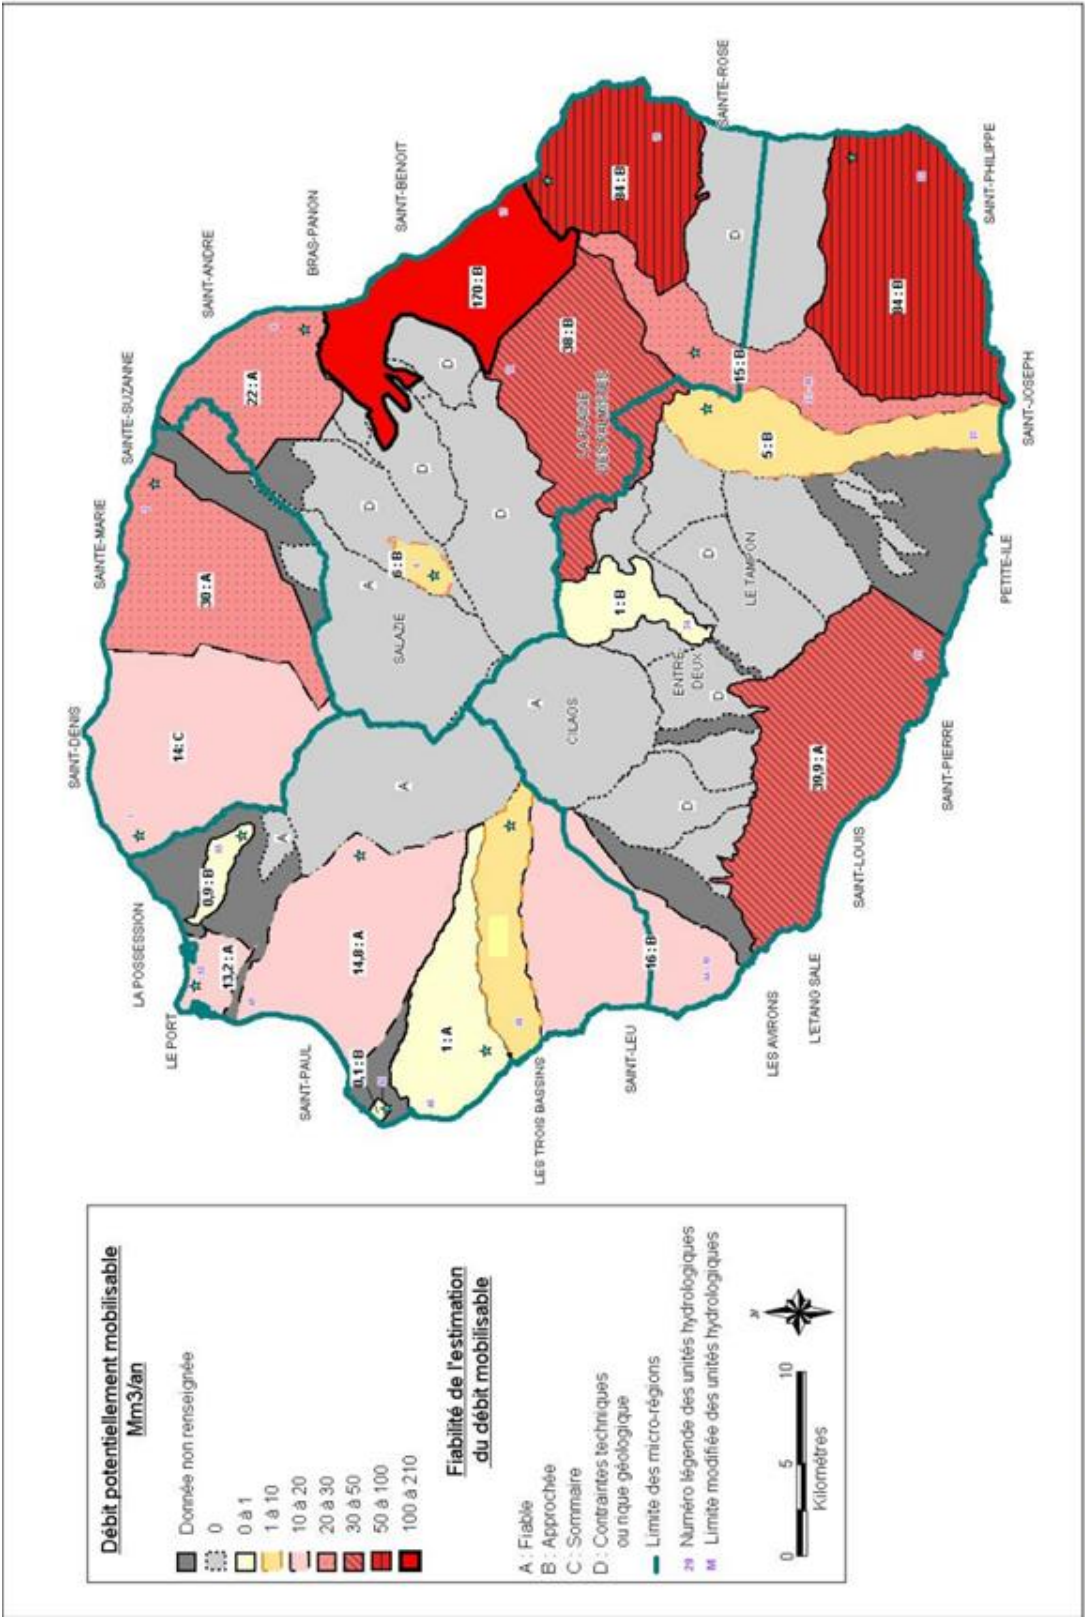 SAINT-DENIS
SAINTE-MARIE
SAINTE-SUZANNE
SAINT-ANDRE
BRAS-PANON
SAINT-BENOIT
SAINTE-ROSE
SAINT-PHILIPPE
SAINT-JOSEPH
PETITE-ILE
SAINT-PIERRE
SAINT-LOUIS
L'ETANG SALE
LES AVIRONS
SAINT-LEU
LES TROIS BASSINS
SAINT-PAUL
LE PORT
LA POSSESSION
14: C
30 : A
22 : A
170 : B
84 : B
D
84 : B
38 : B
15 : B
5 : B
6 : B
SALAZIE
A
D
D
D
D
A
A
A
CILAOS
1 : B
ENTRE
DEUX
D
D
D
LE TAMPON
39,9 : A
0,9 : B
13,2 : A
14,8 : A
0,1 : B
1 : A
16 : B
Débit potentiellement mobilisable
Mm3/an
Donnée non renseignée
0
0 à 1
1 à 10
10 à 20
20 à 30
30 à 50
50 à 100
100 à 210
Fiabilité de l'estimation
du débit mobilisable
A : Fiable
B : Approchée
C : Sommaire
D : Contraintes techniques
ou rique géologique
Limite des micro-régions
29 Numéro légende des unités hydrologiques
M Limite modifiée des unités hydrologiques
0 5 10
Kilomètres
N